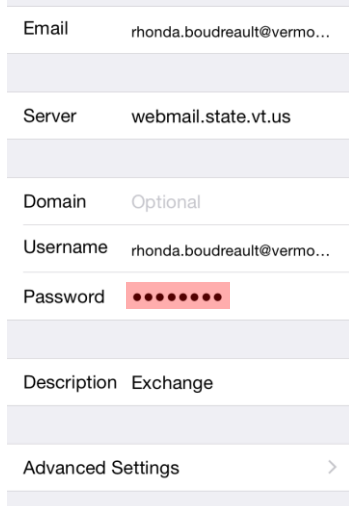 Email rhonda.boudreault@vermo...
Server webmail.state.vt.us
Domain Optional
Username rhonda.boudreault@vermo...
Password ••••••••
Description Exchange
Advanced Settings